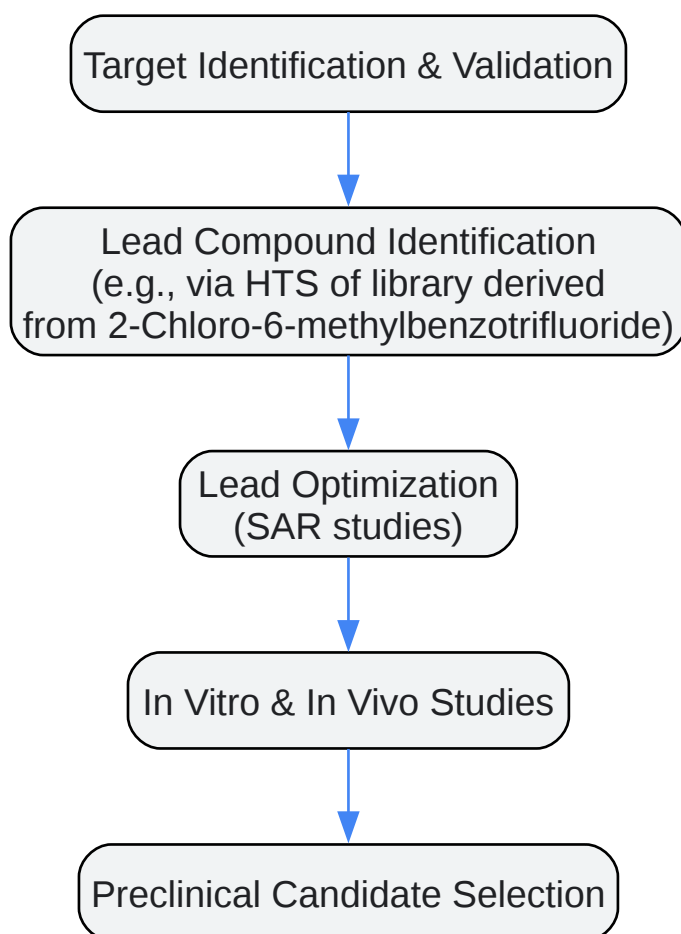 Target Identification & Validation
Lead Compound Identification
(e.g., via HTS of library derived
from 2-Chloro-6-methylbenzotrifluoride)
Lead Optimization
(SAR studies)
In Vitro & In Vivo Studies
Preclinical Candidate Selection